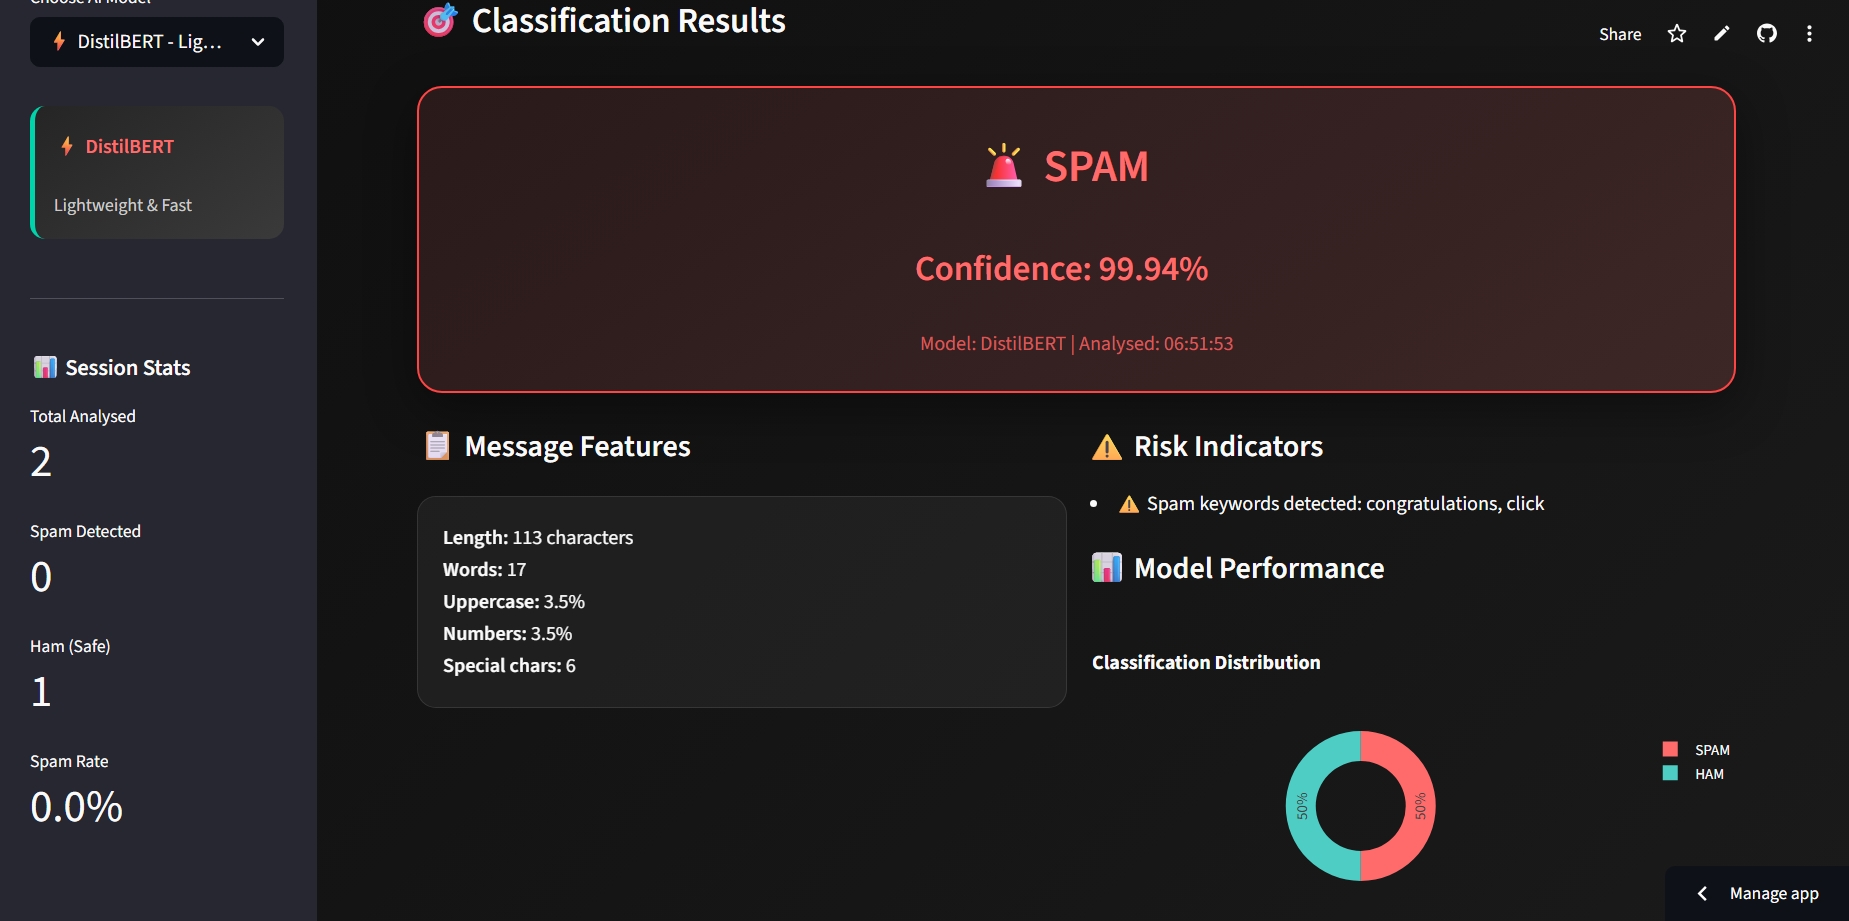 DistilBERT - Lig...
DistilBERT
Lightweight & Fast
Session Stats
Total Analysed
2
Spam Detected
0
Ham (Safe)
1
Spam Rate
0.0%
Classification Results
Share
SPAM
Confidence: 99.94%
Model: DistilBERT | Analysed: 06:51:53
Message Features
Length: 113 characters
Words: 17
Uppercase: 3.5%
Numbers: 3.5%
Special chars: 6
Risk Indicators
Spam keywords detected: congratulations, click
Model Performance
Classification Distribution
50%
50%
SPAM
HAM
Manage app